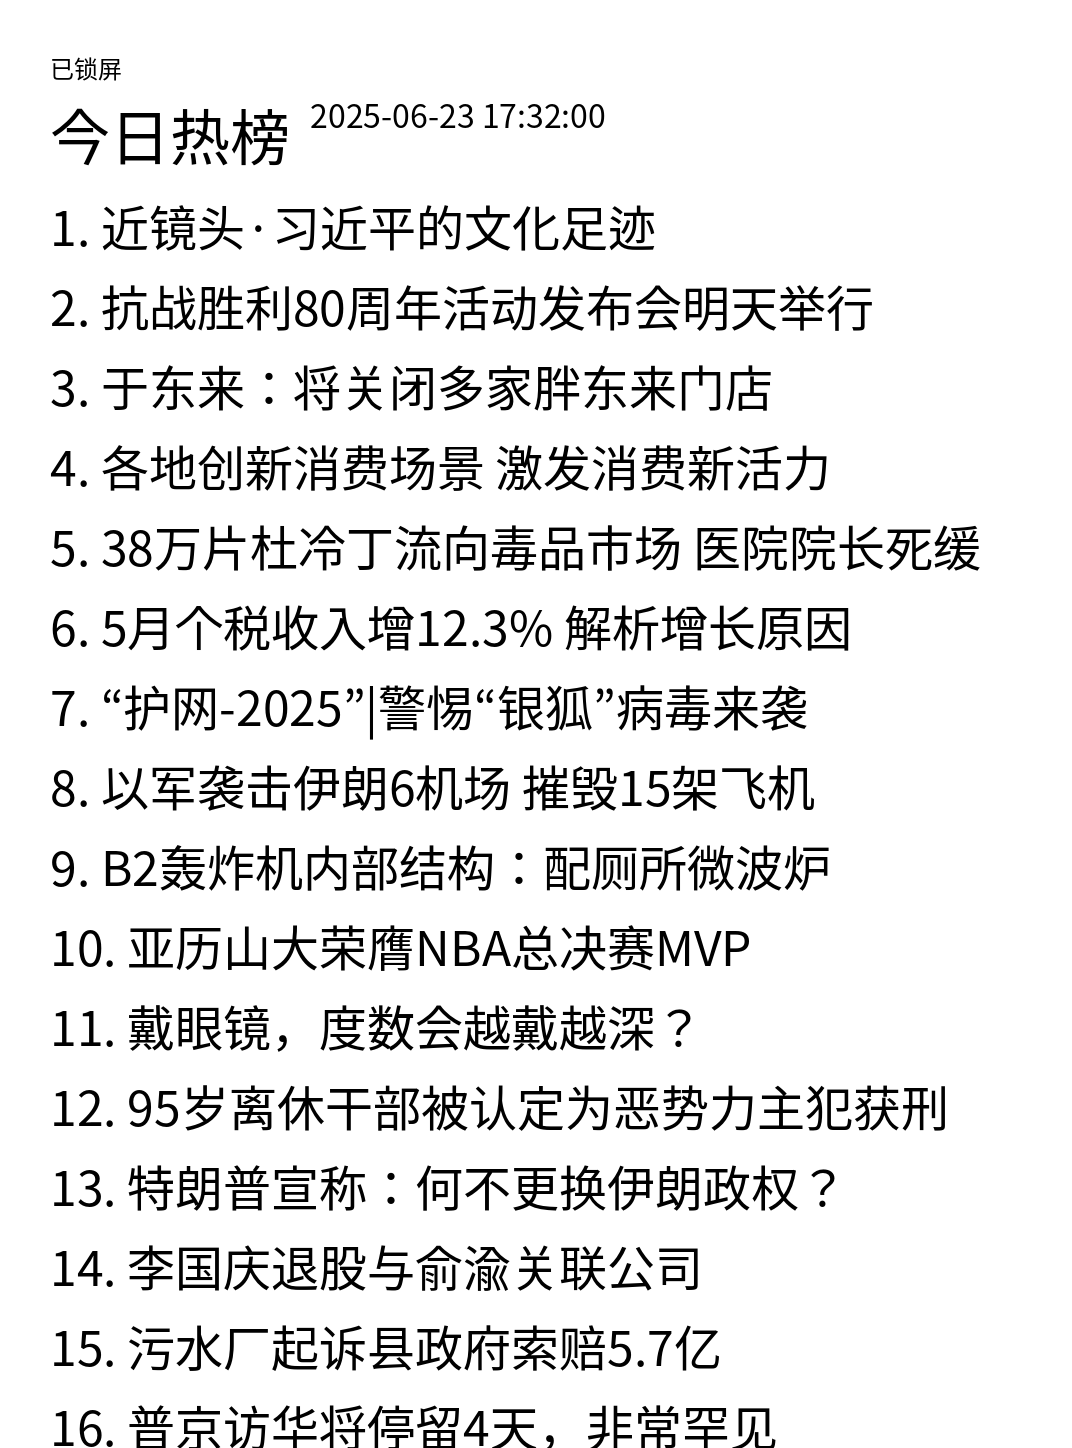 已锁屏
今日热榜 2025-06-23 17:32:00
1. 近镜头·习近平的文化足迹
2. 抗战胜利80周年活动发布会明天举行
3. 于东来：将关闭多家胖东来门店
4. 各地创新消费场景 激发消费新活力
5. 38万片杜冷丁流向毒品市场 医院院长死缓
6. 5月个税收入增12.3% 解析增长原因
7. “护网-2025”|警惕“银狐”病毒来袭
8. 以军袭击伊朗6机场 摧毁15架飞机
9. B2轰炸机内部结构：配厕所微波炉
10. 亚历山大荣膺NBA总决赛MVP
11. 戴眼镜，度数会越戴越深？
12. 95岁离休干部被认定为恶势力主犯获刑
13. 特朗普宣称：何不更换伊朗政权？
14. 李国庆退股与俞渝关联公司
15. 污水厂起诉县政府索赔5.7亿
16. 普京访华将停留4天，非常罕见